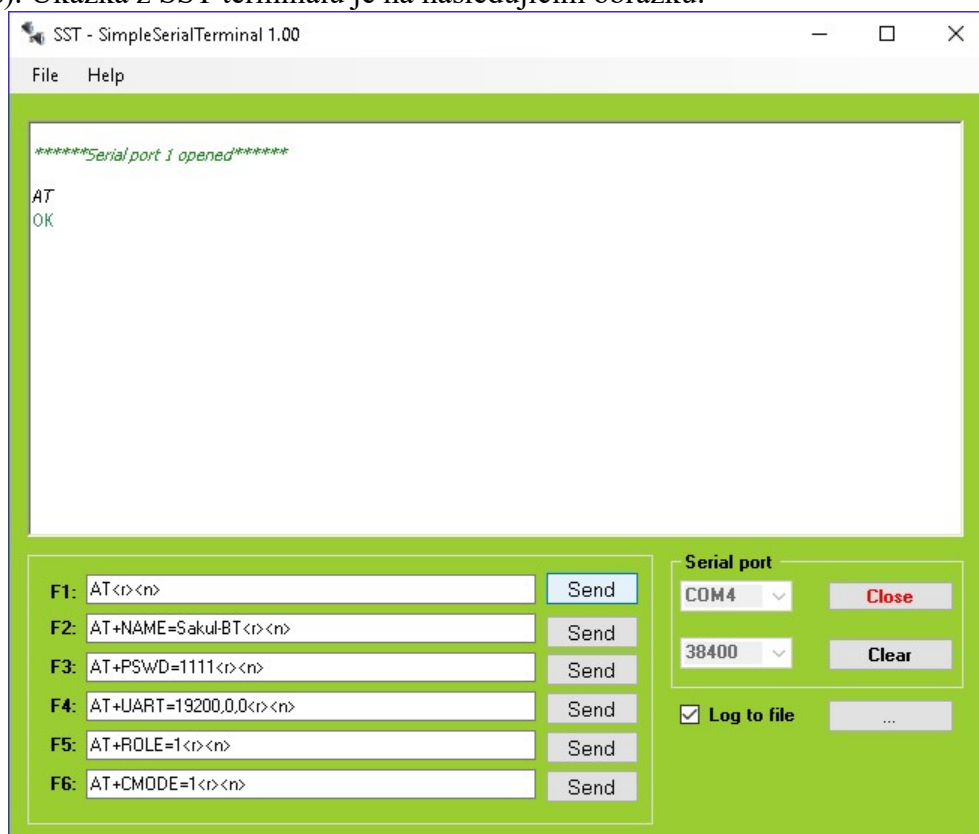 ). Ukázka z SST terminálu je na následujícím obrázku:
SST - SimpleSerialTerminal 1.00
File Help
******Serial port 1 opened******
AT
OK
F1: AT<r><n> Send
F2: AT+NAME=Sakul-BT<r><n> Send
F3: AT+PSWD=1111<r><n> Send
F4: AT+UART=19200,0,0<r><n> Send
F5: AT+ROLE=1<r><n> Send
F6: AT+CMODE=1<r><n> Send
Serial port
COM4 Close
38400 Clear
Log to file ...